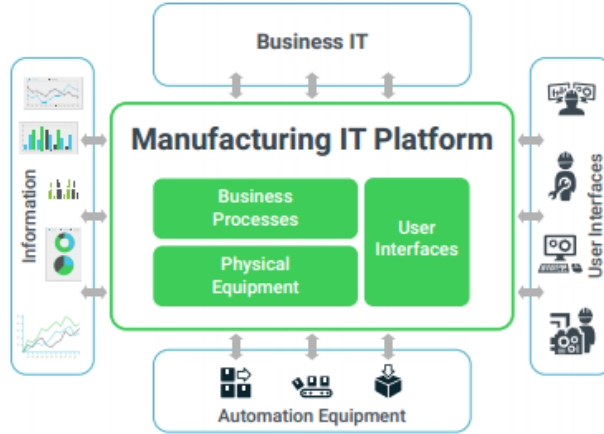 Business IT
Information
Manufacturing IT Platform
Business
Processes
Physical
Equipment
User
Interfaces
User Interfaces
Automation Equipment